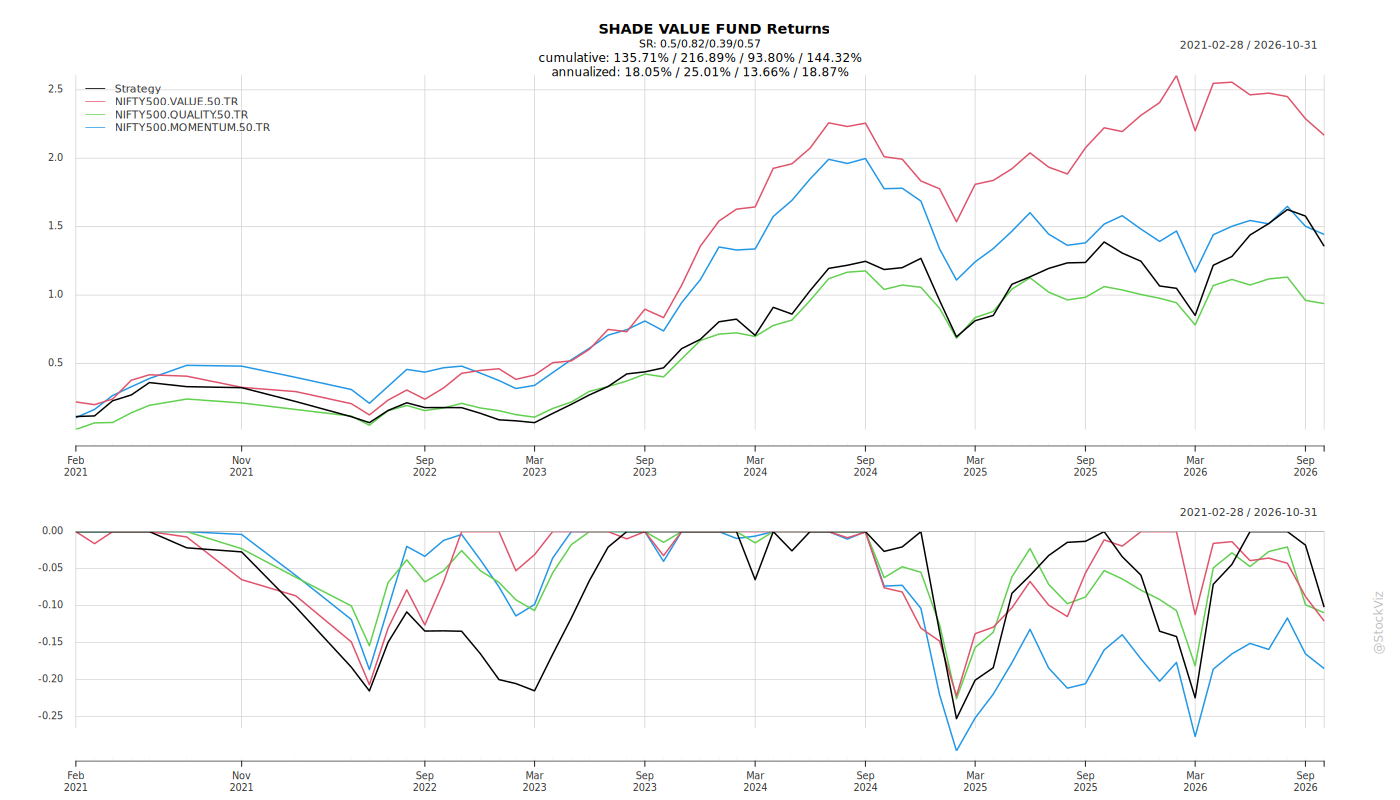 SHADE VALUE FUND Returns
SR: 0.5/0.82/0.39/0.57
cumulative: 135.71% / 216.89% / 93.80% / 144.32%
annualized: 18.05% / 25.01% / 13.66% / 18.87%
2021-02-28 / 2026-10-31
Strategy
NIFTY500.VALUE.50.TR
NIFTY500.QUALITY.50.TR
NIFTY500.MOMENTUM.50.TR
2.5
2.0
1.5
1.0
0.5
Feb Nov Sep Mar Sep Mar Sep Mar Sep Mar Sep
2021 2021 2022 2023 2023 2024 2024 2025 2025 2026 2026
2021-02-28 / 2026-10-31
0.00
-0.05
-0.10
-0.15
-0.20
-0.25
Feb Nov Sep Mar Sep Mar Sep Mar Sep Mar Sep
2021 2021 2022 2023 2023 2024 2024 2025 2025 2026 2026
@StockViz